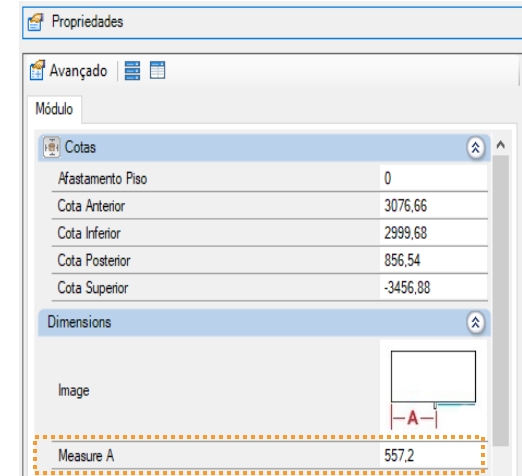 Propriedades
Avançado
Módulo
Cotas
Afastamento Piso 0
Cota Anterior 3076,66
Cota Inferior 2999,68
Cota Posterior 856,54
Cota Superior -3456,88
Dimensions
Image
A
Measure A 557,2